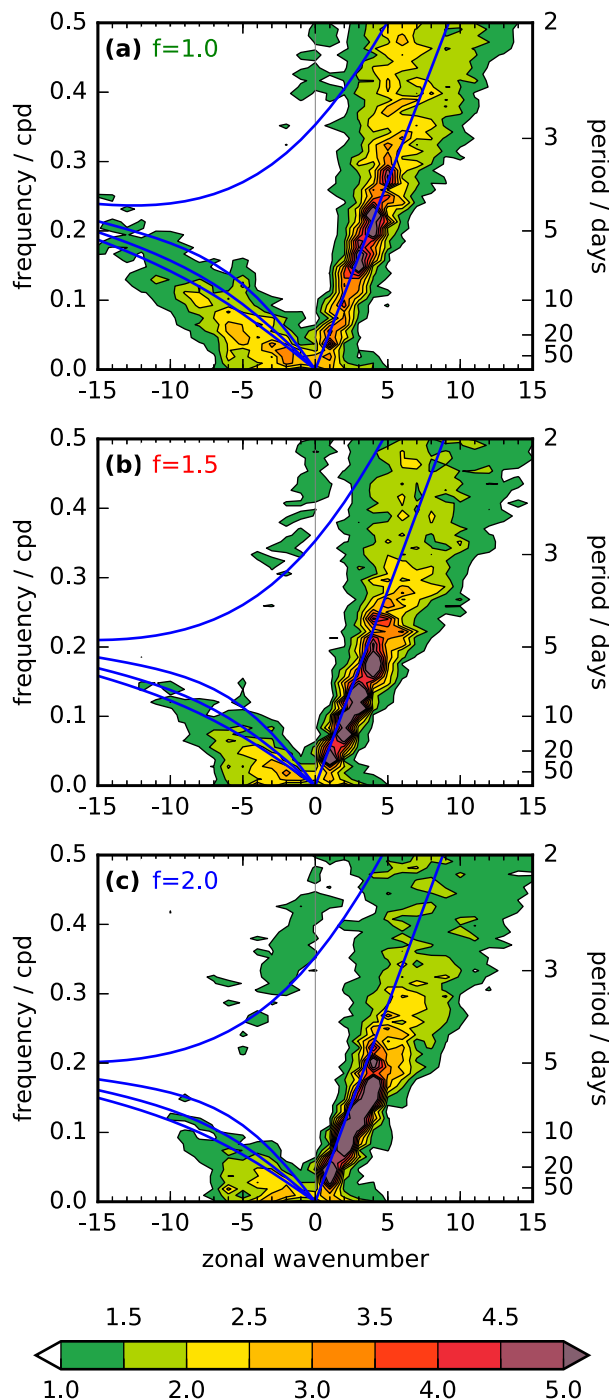 0.5 (a) f=1.0 2
0.4
0.3 3
0.2 5
0.1 10
20
50
0.0
-15 -10 -5 0 5 10 15
frequency / cpd
period / days
0.5 (b) f=1.5 2
0.4
0.3 3
0.2 5
0.1 10
20
50
0.0
-15 -10 -5 0 5 10 15
frequency / cpd
period / days
0.5 (c) f=2.0 2
0.4
0.3 3
0.2 5
0.1 10
20
50
0.0
-15 -10 -5 0 5 10 15
frequency / cpd
period / days
zonal wavenumber
1.5 2.5 3.5 4.5
1.0 2.0 3.0 4.0 5.0